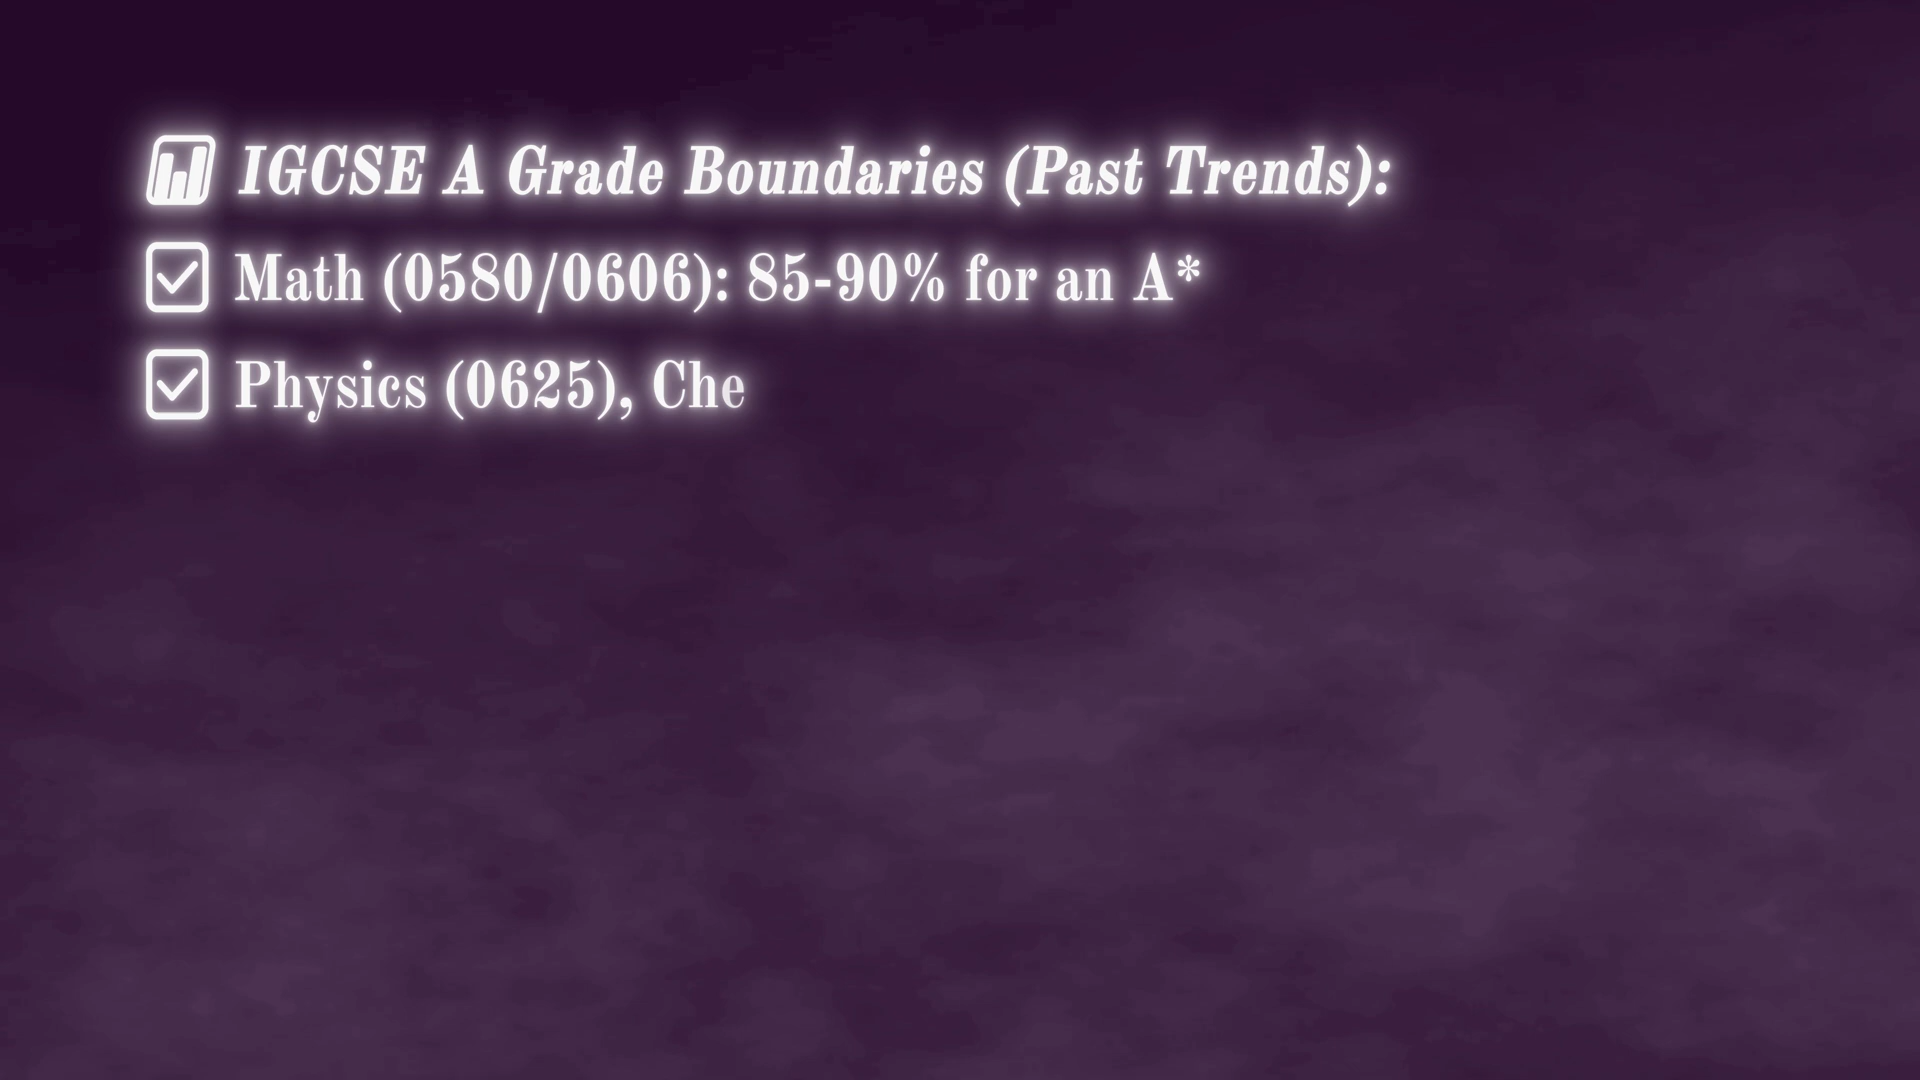 📊 IGCSE A Grade Boundaries (Past Trends):
☑ Math (0580/0606): 85-90% for an A*
☑ Physics (0625), Che